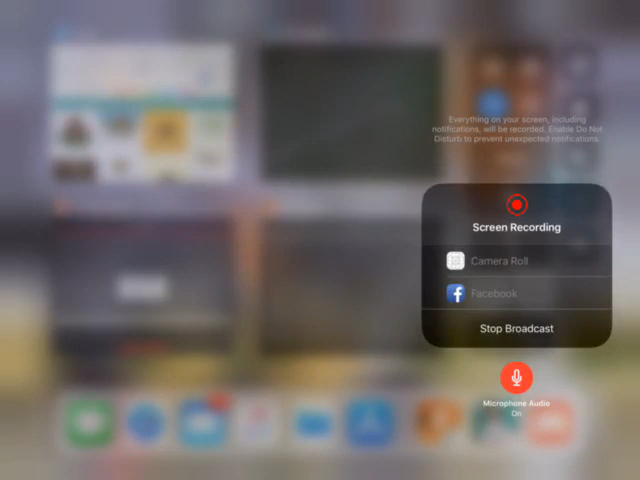 Everything on your screen, including
notifications, will be recorded. Enable Do Not
Disturb to prevent unexpected notifications.
Screen Recording
Camera Roll
Facebook
Stop Broadcast
Microphone Audio
On